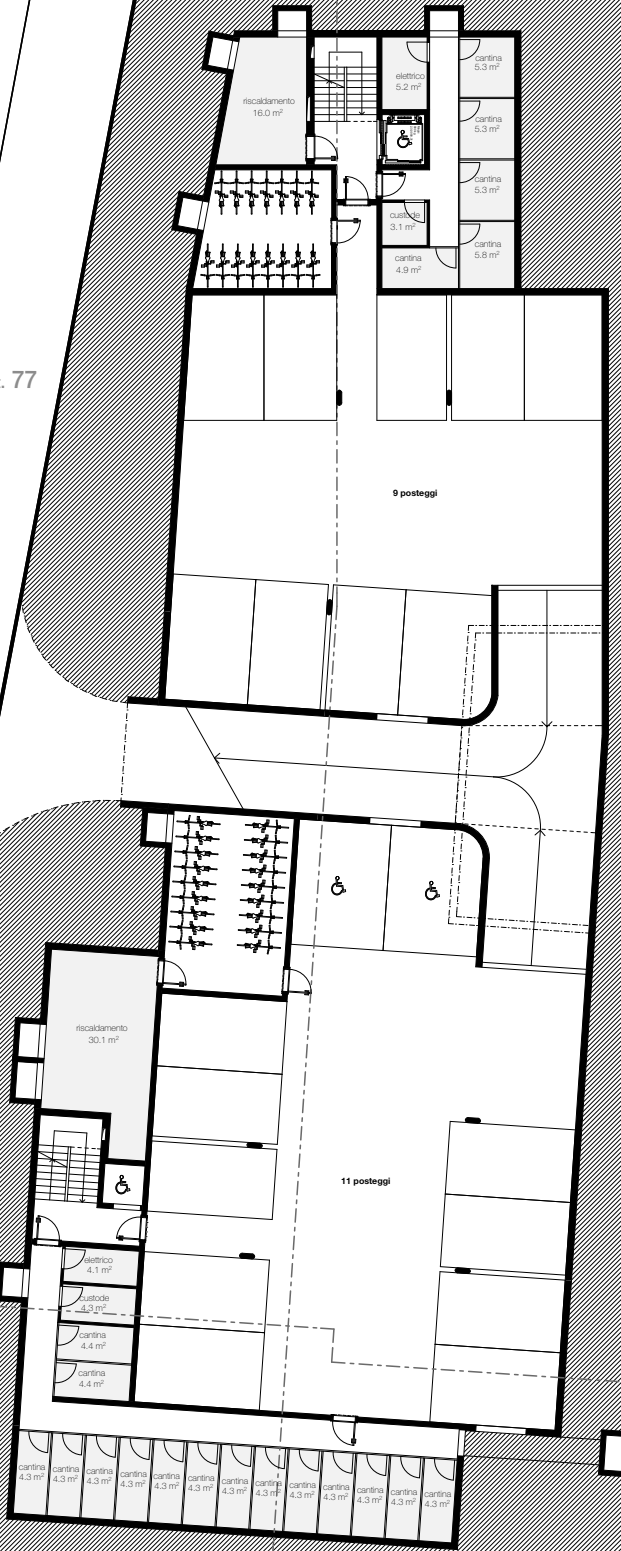 cantina
5.3 m²
elettrico
5.2 m²
riscaldamento
16.0 m²
cantina
5.3 m²
cantina
5.3 m²
custode
3.1 m²
cantina
5.8 m²
cantina
4.9 m²
. 77
9 posteggi
riscaldamento
30.1 m²
11 posteggi
elettrico
4.1 m²
custode
4.3 m²
cantina
4.4 m²
cantina
4.4 m²
cantina
4.3 m²
cantina
4.3 m²
cantina
4.3 m²
cantina
4.3 m²
cantina
4.3 m²
cantina
4.3 m²
cantina
4.3 m²
cantina
4.3 m²
cantina
4.3 m²
cantina
4.3 m²
cantina
4.3 m²
cantina
4.3 m²
cantina
4.3 m²